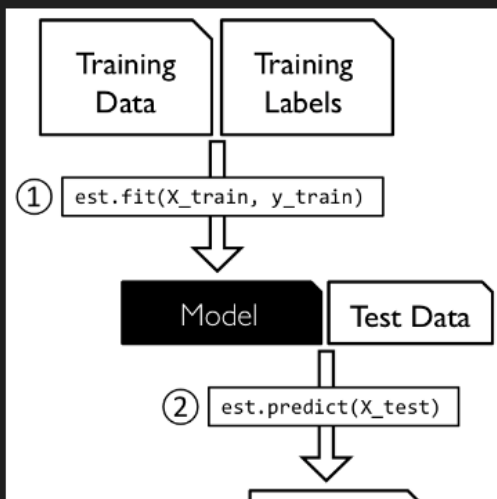 Training
Data
Training
Labels
① est.fit(X_train, y_train)
Model
Test Data
② est.predict(X_test)